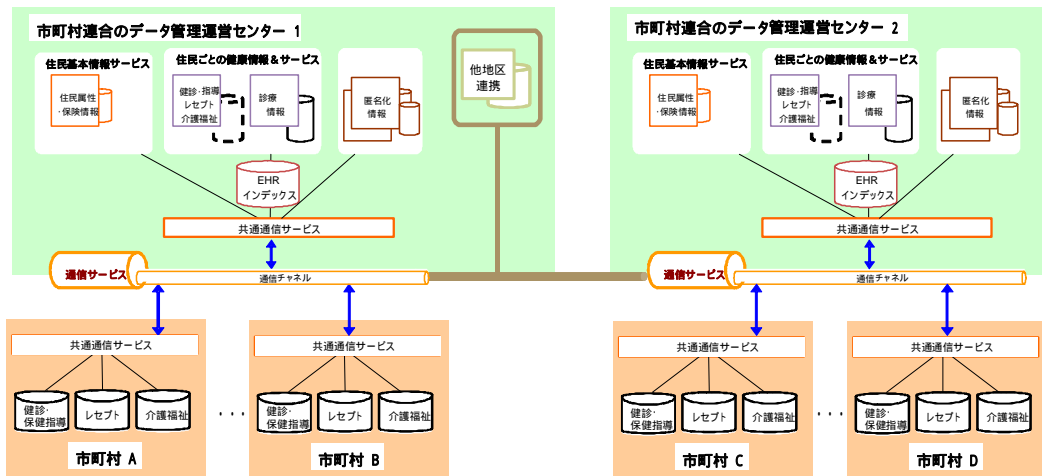 市町村連合のデータ管理運営センター 1
住民基本情報サービス
住民属性
・保険情報
住民ごとの健康情報&サービス
健診・指導
レセプト
介護福祉
診療
情報
匿名化
情報
EHR
インデックス
共通通信サービス
他地区
連携
市町村連合のデータ管理運営センター 2
住民基本情報サービス
住民属性
・保険情報
住民ごとの健康情報&サービス
健診・指導
レセプト
介護福祉
診療
情報
匿名化
情報
EHR
インデックス
共通通信サービス
通信サービス
通信チャネル
通信サービス
通信チャネル
共通通信サービス
健診・
保健指導
レセプト
介護福祉
市町村 A
・・・
共通通信サービス
健診・
保健指導
レセプト
介護福祉
市町村 B
共通通信サービス
健診・
保健指導
レセプト
介護福祉
市町村 C
・・・
共通通信サービス
健診・
保健指導
レセプト
介護福祉
市町村 D